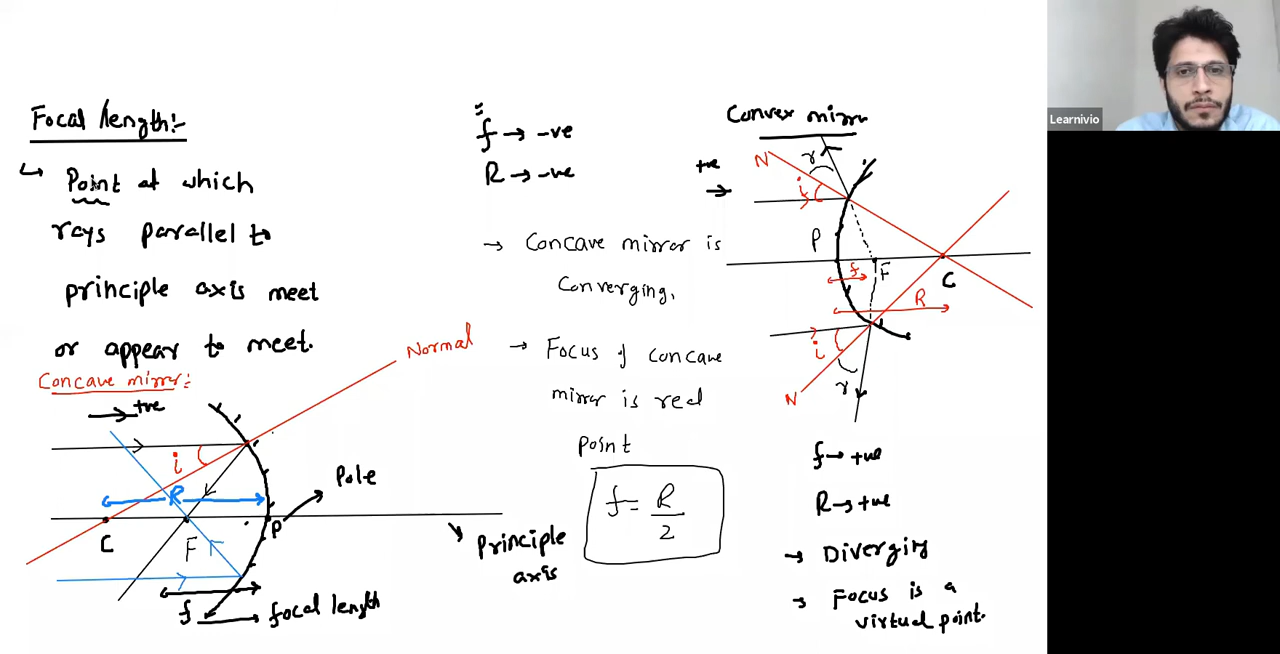 Focal length:-
↳ Point at which
rays parallel to
principle axis meet
or appear to meet.
Concave mirror:-
+ve
Normal
i
R
Pole
C
F
P
Principle
axis
f → focal length
f → -ve
R → -ve
→ Concave mirror is
Converging,
→ Focus of concave
mirror is real
point
f = R
2
Convex mirror
+ve
N
r
i
P
f
F
C
R
i
r
N
f → +ve
R → +ve
→ Diverging
→ Focus is a
virtual point.
Learnivio